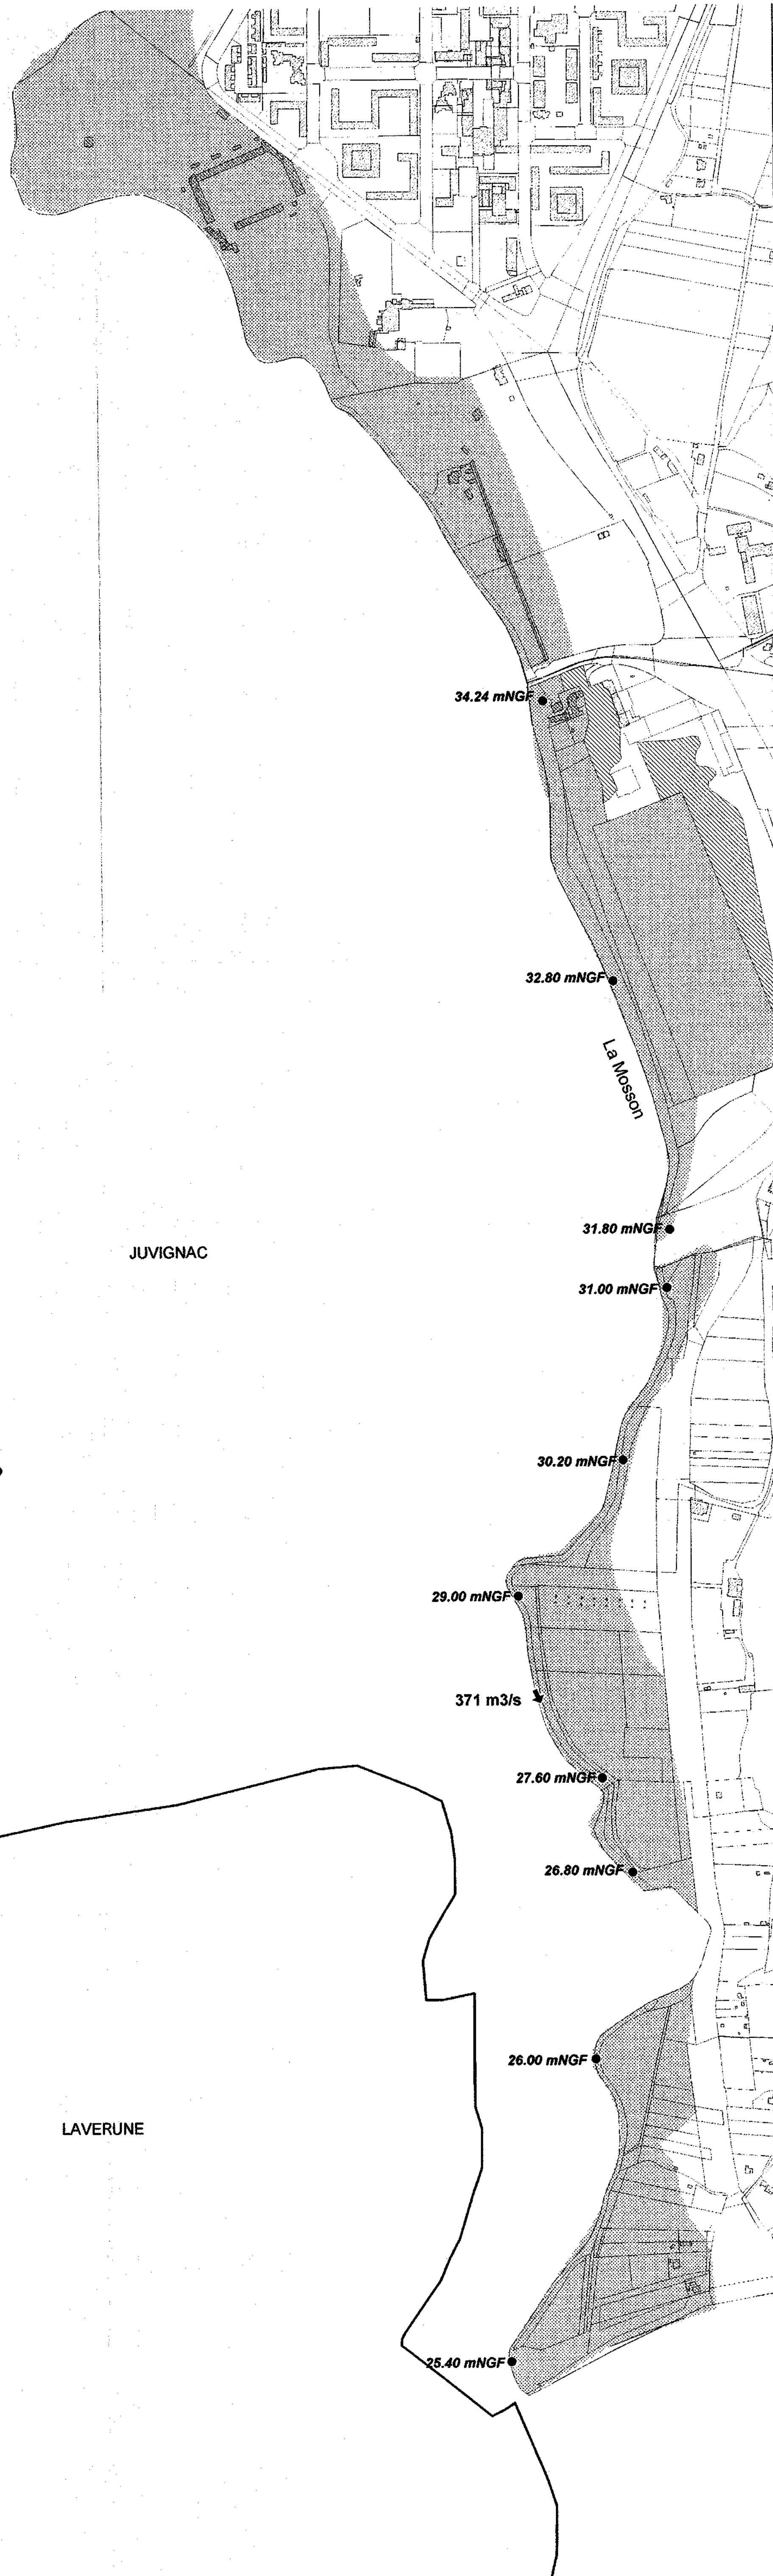 34.24 mNGF
32.80 mNGF
La Mosson
31.80 mNGF
JUVIGNAC
31.00 mNGF
30.20 mNGF
29.00 mNGF
371 m3/s
27.60 mNGF
26.80 mNGF
26.00 mNGF
LAVERUNE
25.40 mNGF